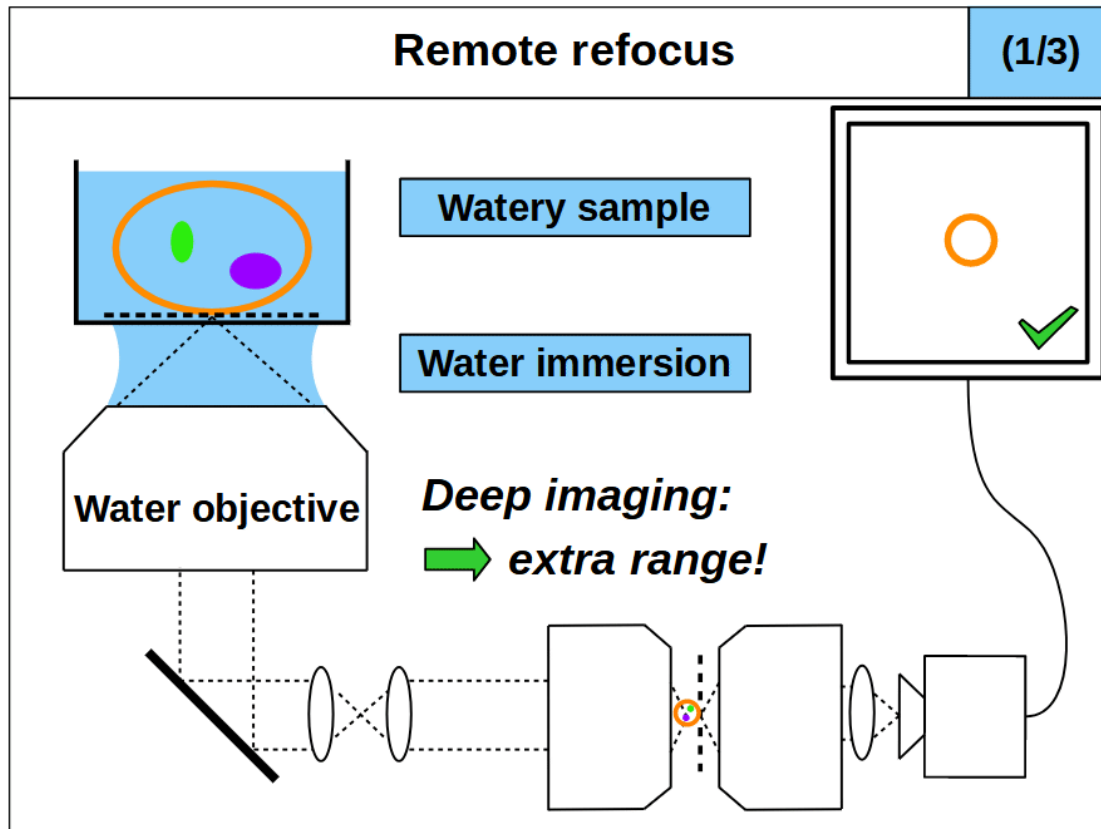 Remote refocus
(1/3)
Watery sample
Water immersion
Water objective
Deep imaging:
extra range!